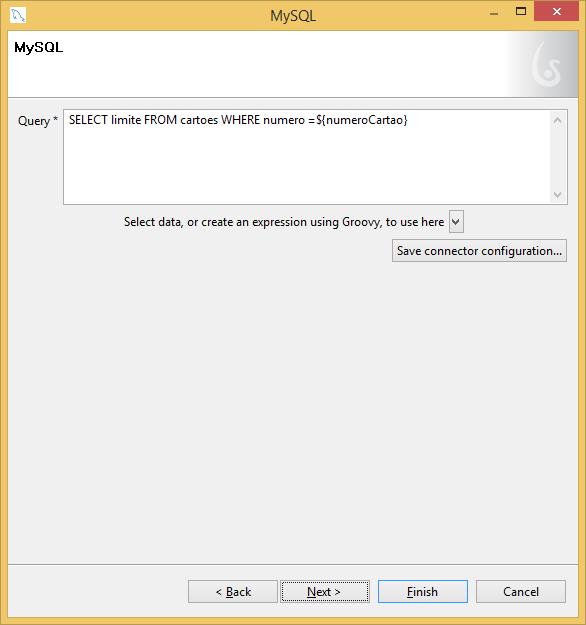 MySQL
MySQL
Query * SELECT limite FROM cartoes WHERE numero =${numeroCartao}
Select data, or create an expression using Groovy, to use here
Save connector configuration...
< Back Next > Finish Cancel